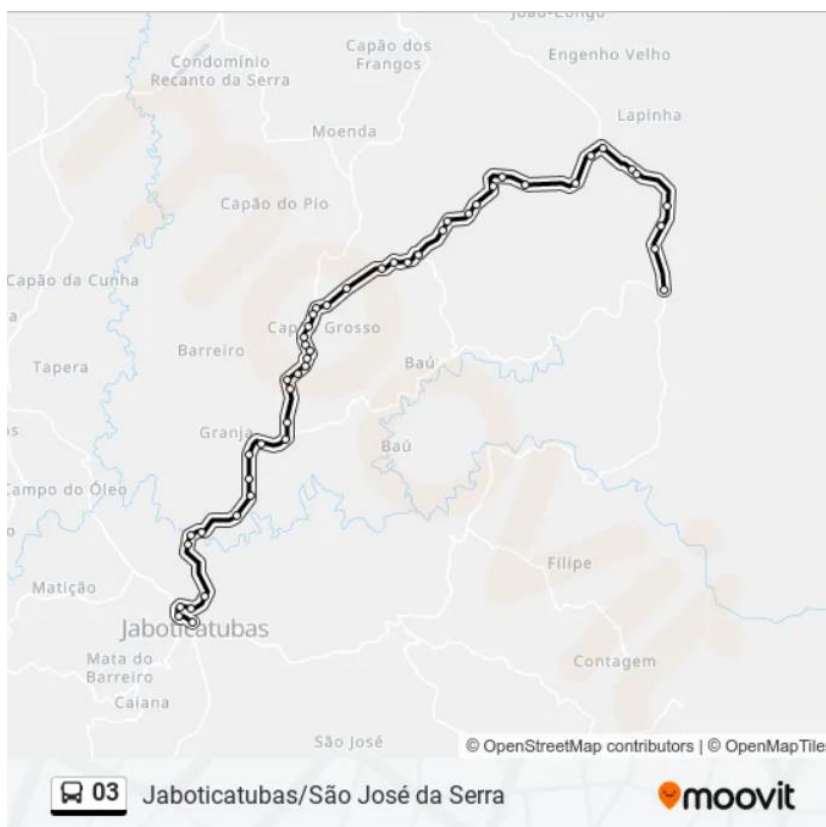 João-Congo
Capão dos
Frangos
Condomínio
Recanto da Serra
Engenho Velho
Lapinha
Moenda
Capão do Pio
Capão da Cunha
a
Grosso
Barreiro
Tapera
Baú
Granja
Baú
Campo do Óleo
o
Filipe
Matição
Jaboticatubas
Mata do
Barreiro
Contagem
Caiana
São José
© OpenStreetMap contributors | © OpenMapTile
03 Jaboticatubas/São José da Serra
moovit